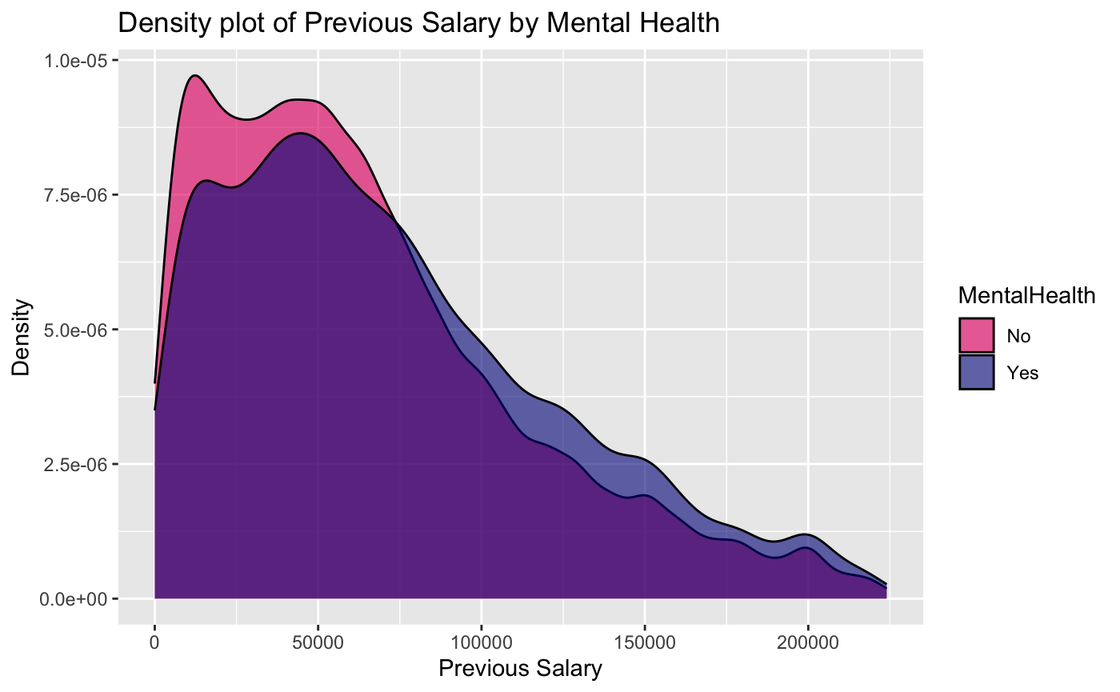 Density plot of Previous Salary by Mental Health
1.0e-05
7.5e-06
5.0e-06
2.5e-06
0.0e+00
Density
0 50000 100000 150000 200000
Previous Salary
MentalHealth
No
Yes